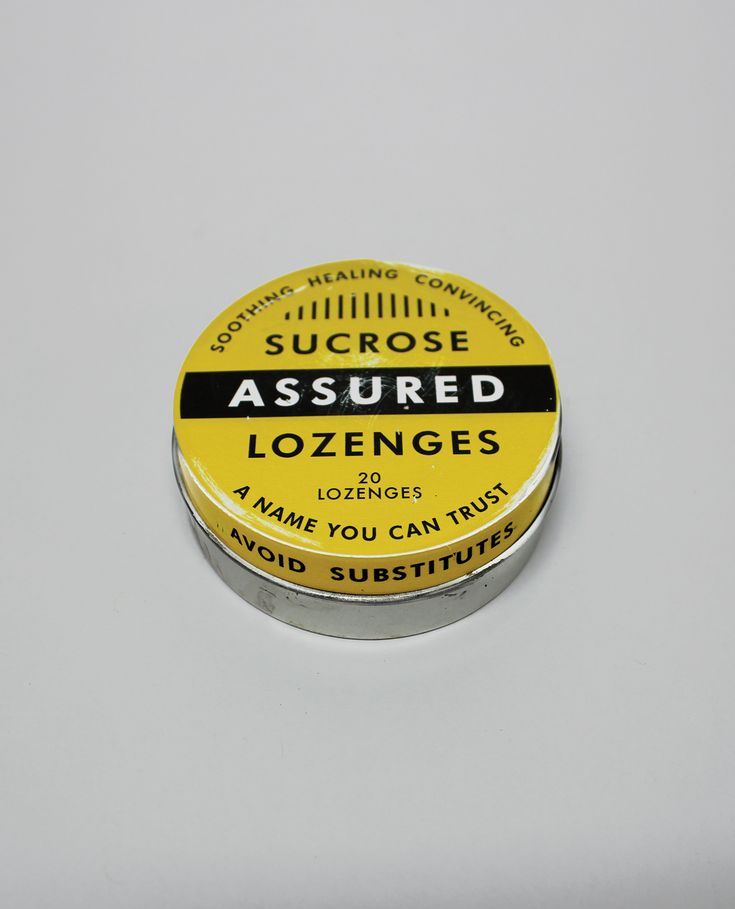 SOOTHING HEALING CONVINCING
SUCROSE
ASSURED
LOZENGES
20
LOZENGES
A NAME YOU CAN TRUST
AVOID SUBSTITUTES